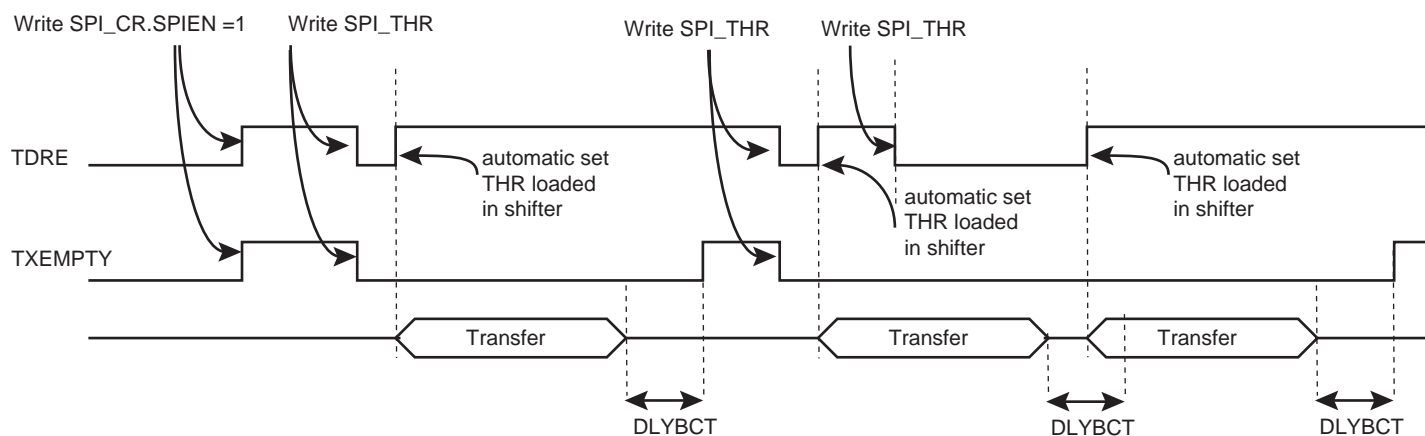 Write SPI_CR.SPIEN =1
Write SPI_THR
Write SPI_THR
Write SPI_THR
TDRE
automatic set
THR loaded
in shifter
automatic set
THR loaded
in shifter
automatic set
THR loaded
in shifter
TXEMPTY
Transfer
Transfer
Transfer
DLYBCT
DLYBCT
DLYBCT